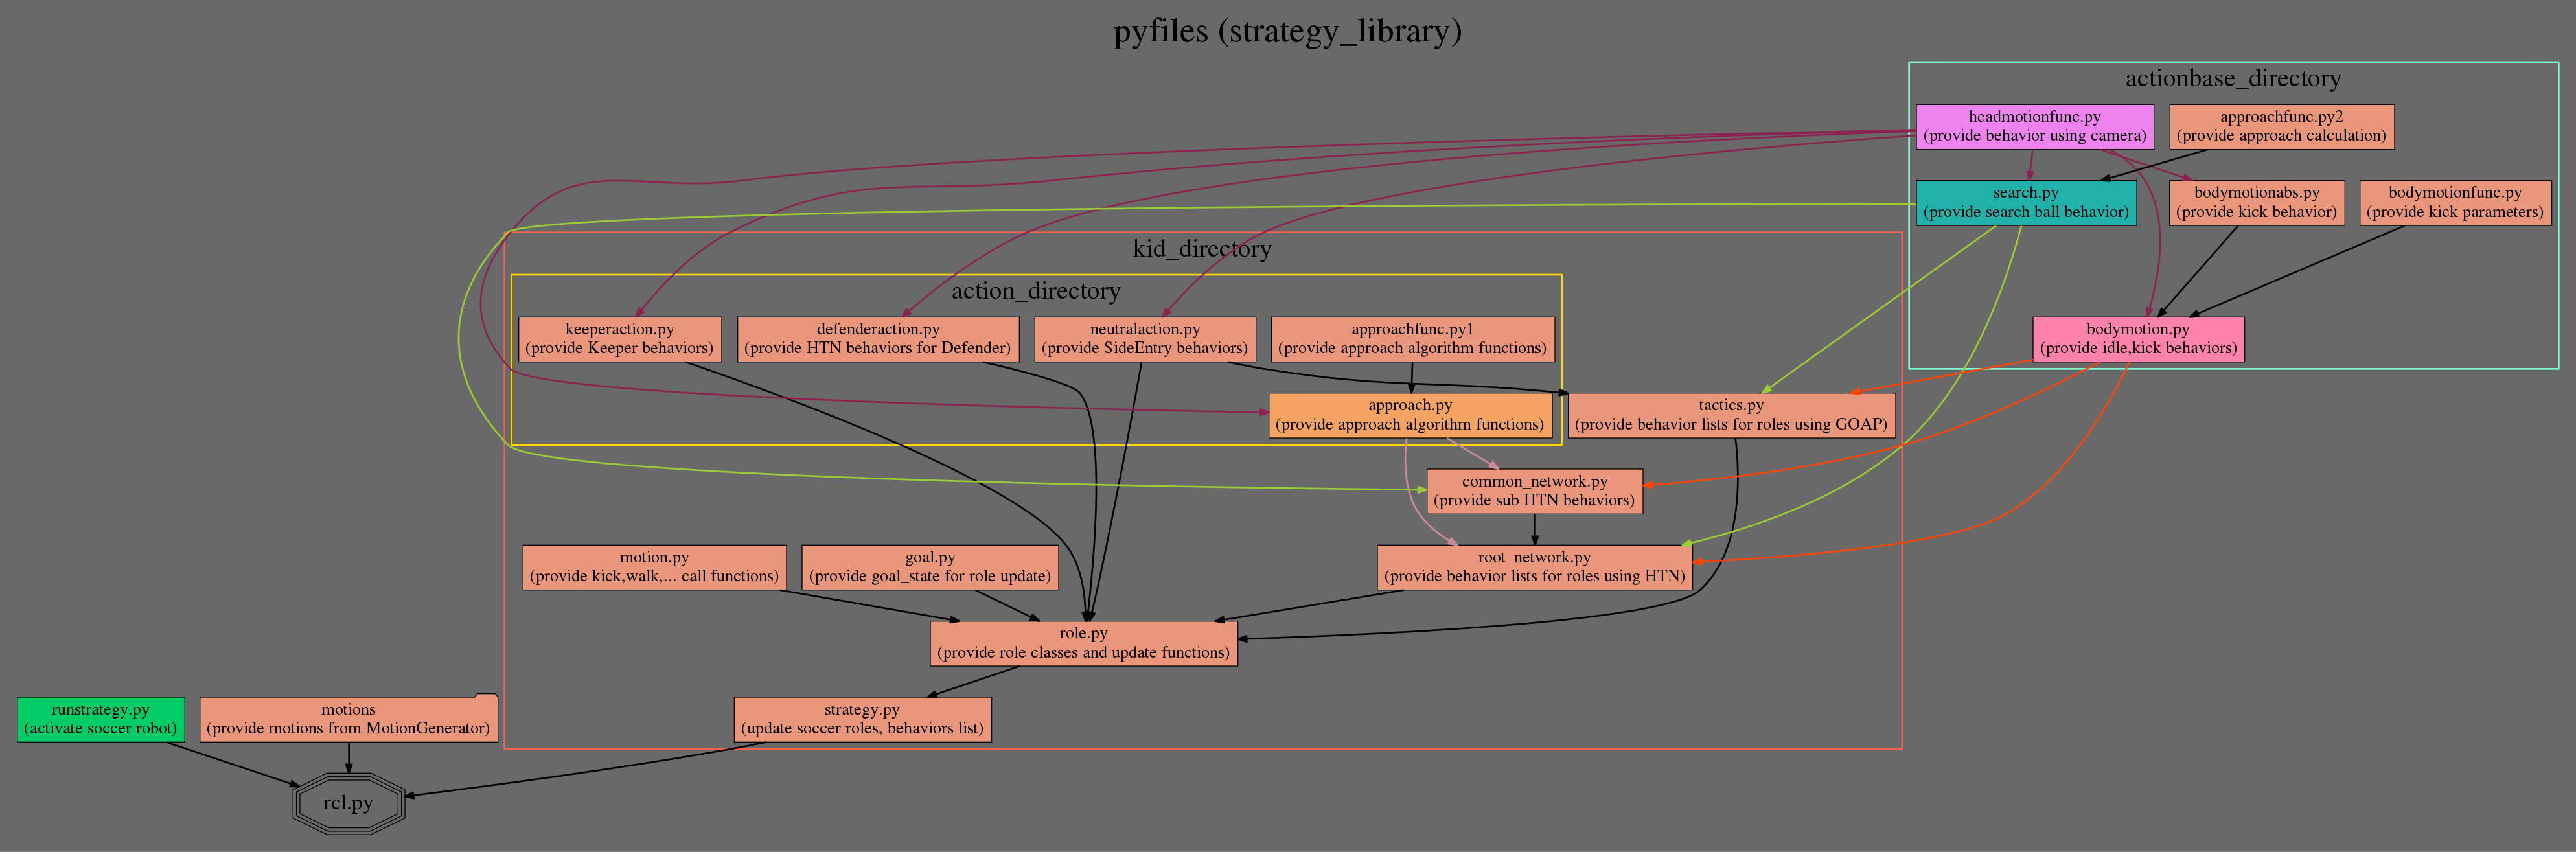 pyfiles (strategy_library)
actionbase_directory
headmotionfunc.py
(provide behavior using camera)
approachfunc.py2
(provide approach calculation)
search.py
(provide search ball behavior)
bodymotionabs.py
(provide kick behavior)
bodymotionfunc.py
(provide kick parameters)
kid_directory
action_directory
keeperaction.py
(provide Keeper behaviors)
defenderaction.py
(provide HTN behaviors for Defender)
neutralaction.py
(provide SideEntry behaviors)
approachfunc.py1
(provide approach algorithm functions)
bodymotion.py
(provide idle,kick behaviors)
approach.py
(provide approach algorithm functions)
tactics.py
(provide behavior lists for roles using GOAP)
common_network.py
(provide sub HTN behaviors)
motion.py
(provide kick,walk,... call functions)
goal.py
(provide goal_state for role update)
root_network.py
(provide behavior lists for roles using HTN)
role.py
(provide role classes and update functions)
runstrategy.py
(activate soccer robot)
motions
(provide motions from MotionGenerator)
strategy.py
(update soccer roles, behaviors list)
rcl.py